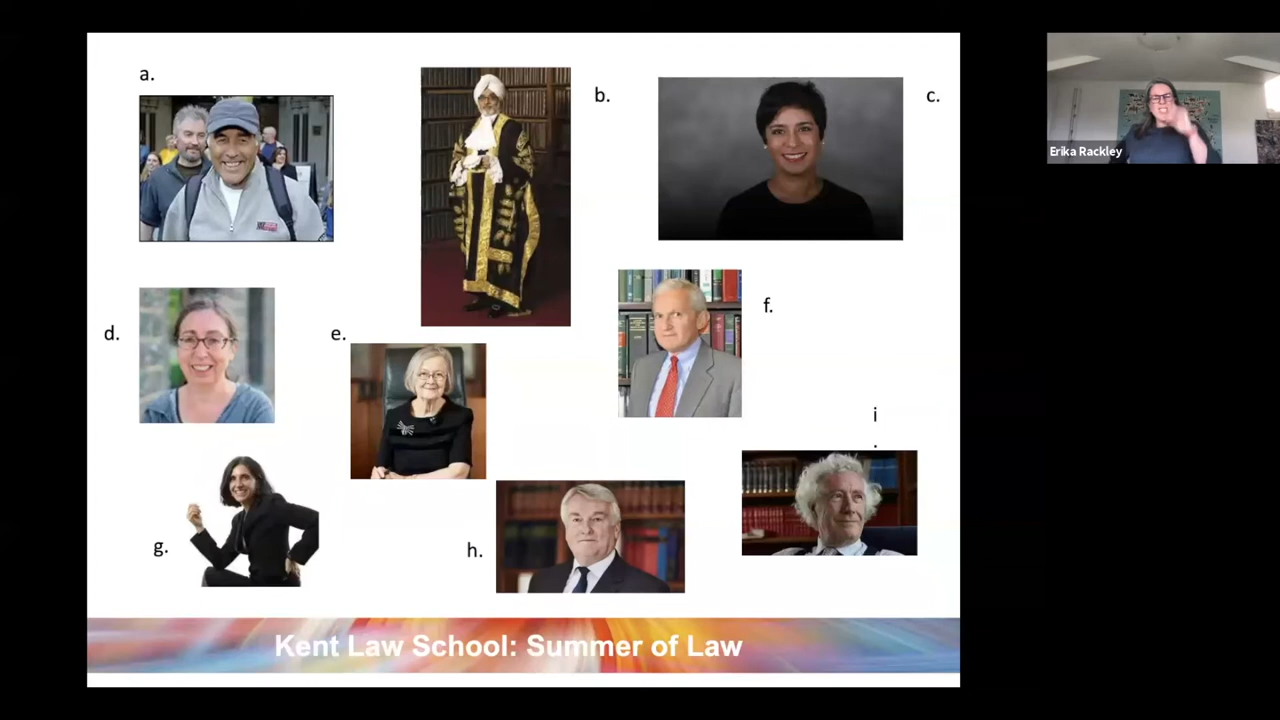 a.
b.
c.
d.
e.
f.
i
.
g.
h.
Kent Law School: Summer of Law
Erika Rackley